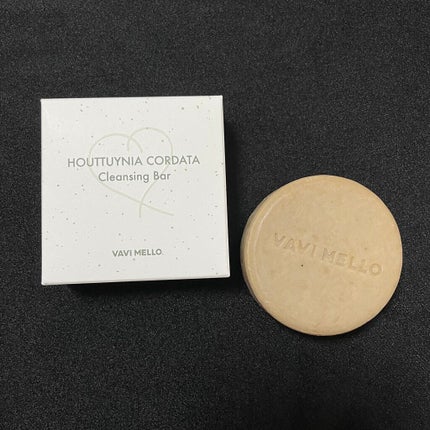 HOUTTUYNIA CORDATA
Cleansing Bar
VAVI MELLO
VAVI MELLO